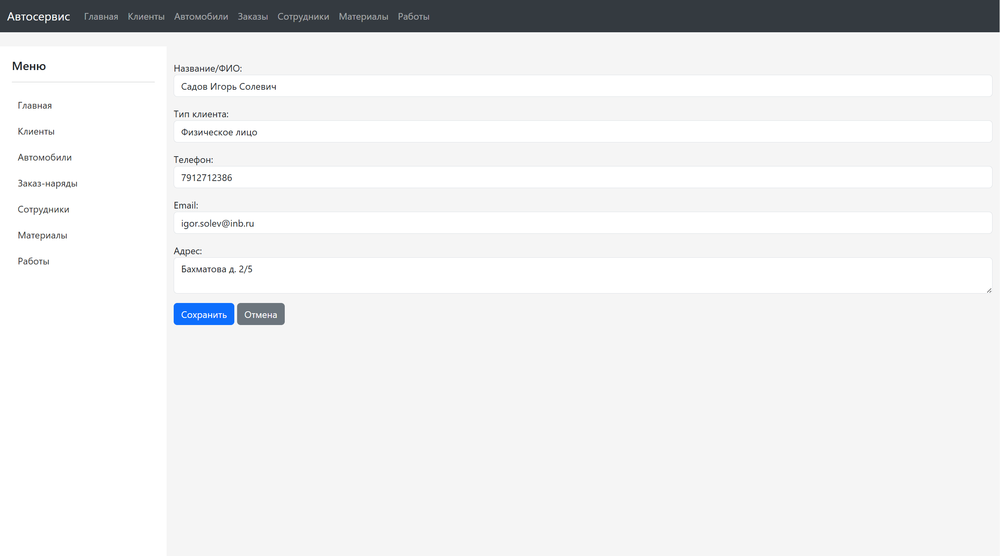 Автосервис Главная Клиенты Автомобили Заказы Сотрудники Материалы Работы
Меню
Главная
Клиенты
Автомобили
Заказ-наряды
Сотрудники
Материалы
Работы
Название/ФИО:
Садов Игорь Солевич
Тип клиента:
Физическое лицо
Телефон:
7912712386
Email:
igor.solev@inb.ru
Адрес:
Бахматова д. 2/5
Сохранить Отмена